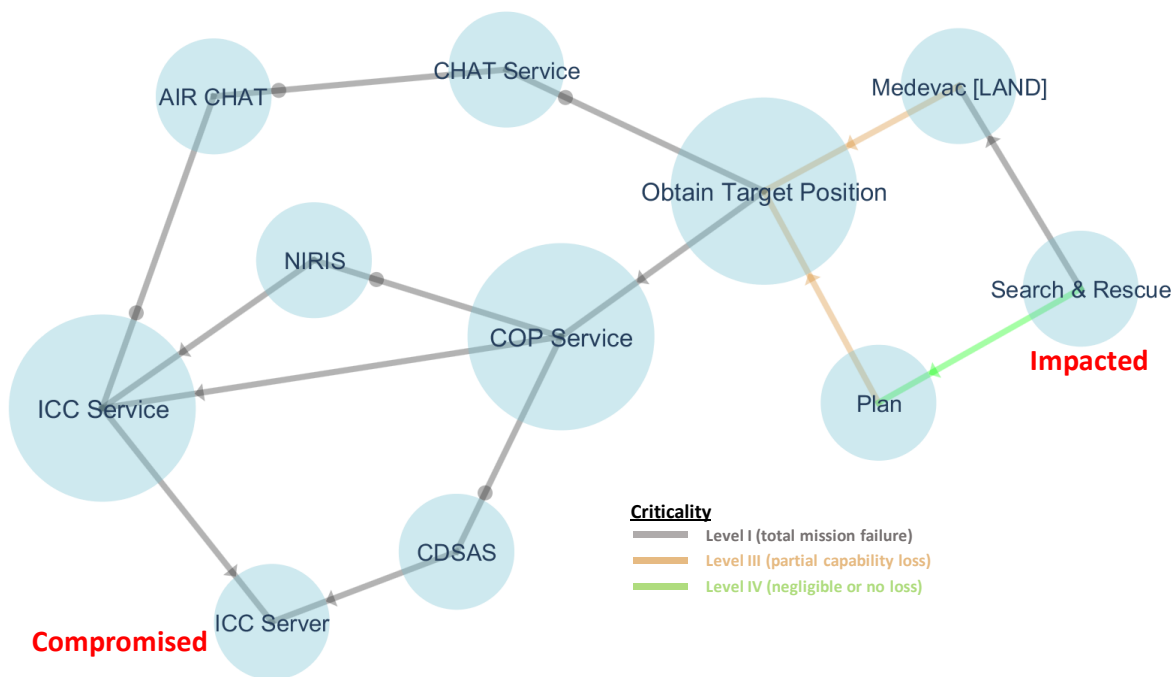 CHAT Service
AIR CHAT
Medevac [LAND]
Obtain Target Position
NIRIS
Search & Rescue
COP Service
Impacted
ICC Service
Plan
Criticality
Level I (total mission failure)
CDSAS
Level III (partial capability loss)
Level IV (negligible or no loss)
ICC Server
Compromised